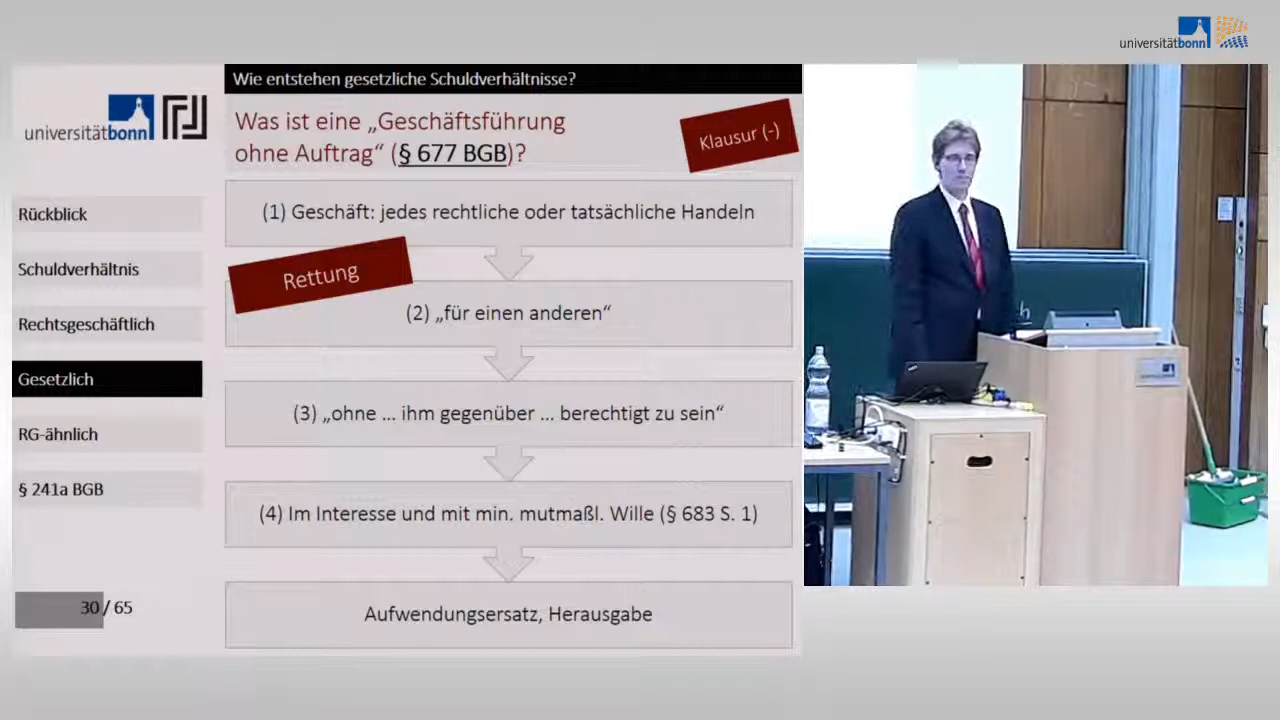 universitätbonn
Wie entstehen gesetzliche Schuldverhältnisse?
universitätbonn
Was ist eine „Geschäftsführung
ohne Auftrag“ (§ 677 BGB)?
Klausur (-)
Rückblick
Schuldverhältnis
Rechtsgeschäftlich
Gesetzlich
RG-ähnlich
§ 241a BGB
30 / 65
(1) Geschäft: jedes rechtliche oder tatsächliche Handeln
Rettung
(2) „für einen anderen“
(3) „ohne ... ihm gegenüber ... berechtigt zu sein“
(4) Im Interesse und mit min. mutmaßl. Wille (§ 683 S. 1)
Aufwendungsersatz, Herausgabe